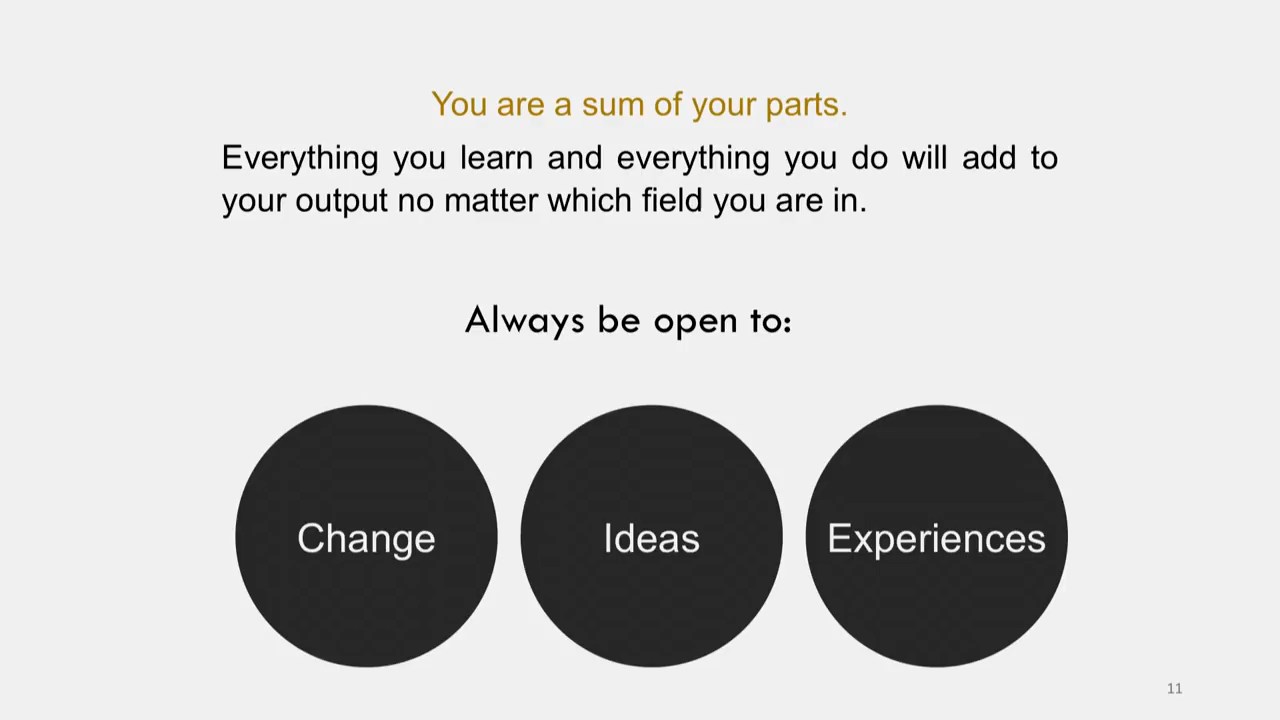 You are a sum of your parts.
Everything you learn and everything you do will add to
your output no matter which field you are in.
Always be open to:
Change
Ideas
Experiences
11